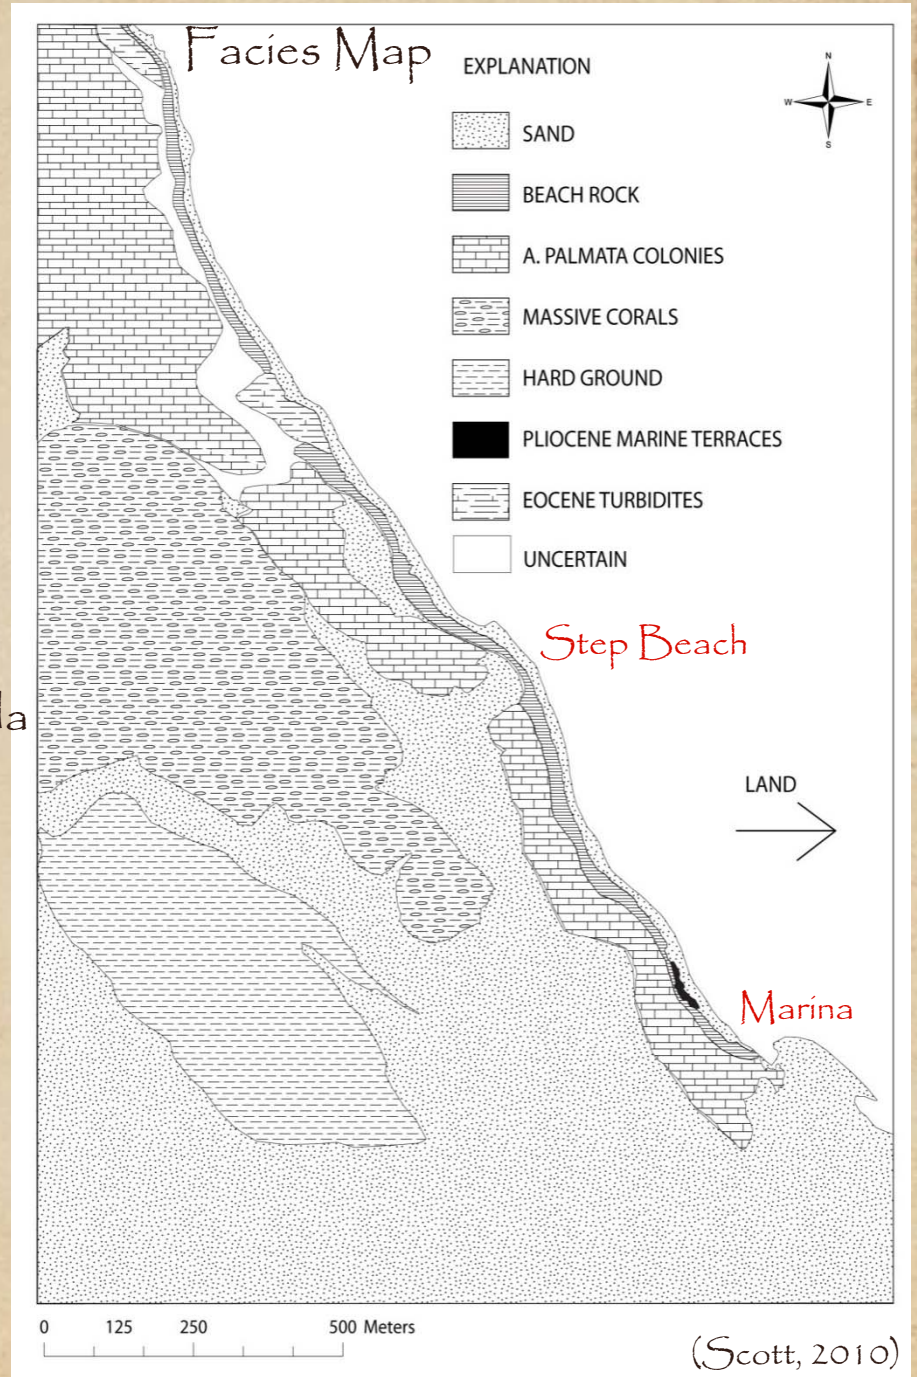 Facies Map
EXPLANATION
N
W E
S
SAND
BEACH ROCK
A. PALMATA COLONIES
MASSIVE CORALS
HARD GROUND
PLIOCENE MARINE TERRACES
EOCENE TURBIDITES
UNCERTAIN
Step Beach
LAND
Marina
0 125 250 500 Meters
(Scott, 2010)